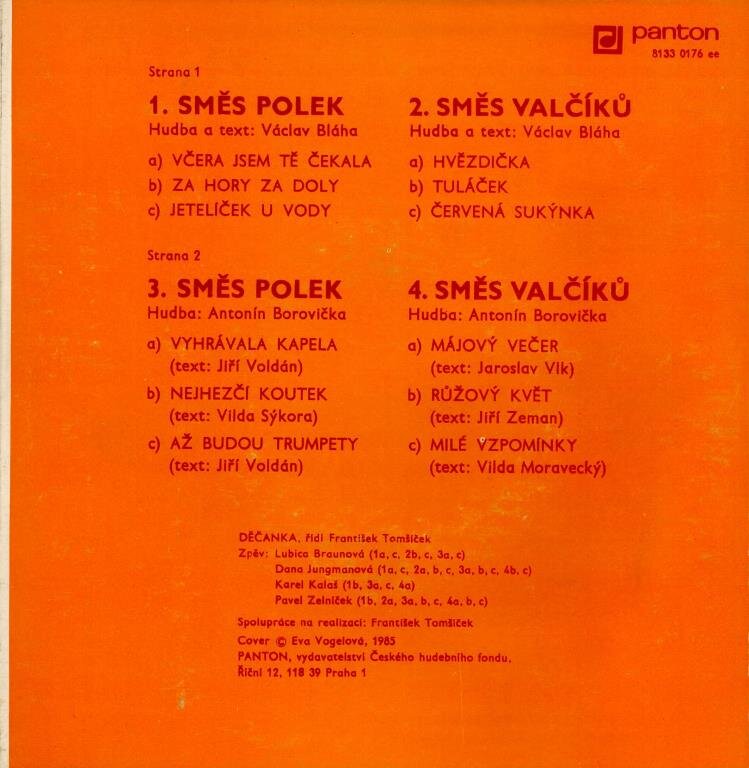 panton
8133 0176 ee
Strana 1
1. SMĚS POLEK
Hudba a text: Václav Bláha
a) VČERA JSEM TĚ ČEKALA
b) ZA HORY ZA DOLY
c) JETELÍČEK U VODY
2. SMĚS VALČÍKŮ
Hudba a text: Václav Bláha
a) HVĚZDIČKA
b) TULÁČEK
c) ČERVENÁ SUKÝNKA
Strana 2
3. SMĚS POLEK
Hudba: Antonín Borovička
a) VYHRÁVALA KAPELA
(text: Jiří Voldán)
b) NEJHEZČÍ KOUTEK
(text: Vilda Sýkora)
c) AŽ BUDOU TRUMPETY
(text: Jiří Voldán)
4. SMĚS VALČÍKŮ
Hudba: Antonín Borovička
a) MÁJOVÝ VEČER
(text: Jaroslav Vlk)
b) RŮŽOVÝ KVĚT
(text: Jiří Zeman)
c) MILÉ VZPOMÍNKY
(text: Vilda Moravecký)
DĚČANKA, řídí František Tomšíček
Zpěv: Lubica Braunová (1a, c, 2b, c, 3a, c)
Dana Jungmanová (1a, c, 2a, b, c, 3a, b, c, 4b, c)
Karel Kalaš (1b, 3a, c, 4a)
Pavel Zelníček (1b, 2a, 3a, b, c, 4a, b, c)
Spolupráce na realizaci: František Tomšíček
Cover © Eva Vogelová, 1985
PANTON, vydavatelství Českého hudebního fondu,
Říční 12, 118 39 Praha 1